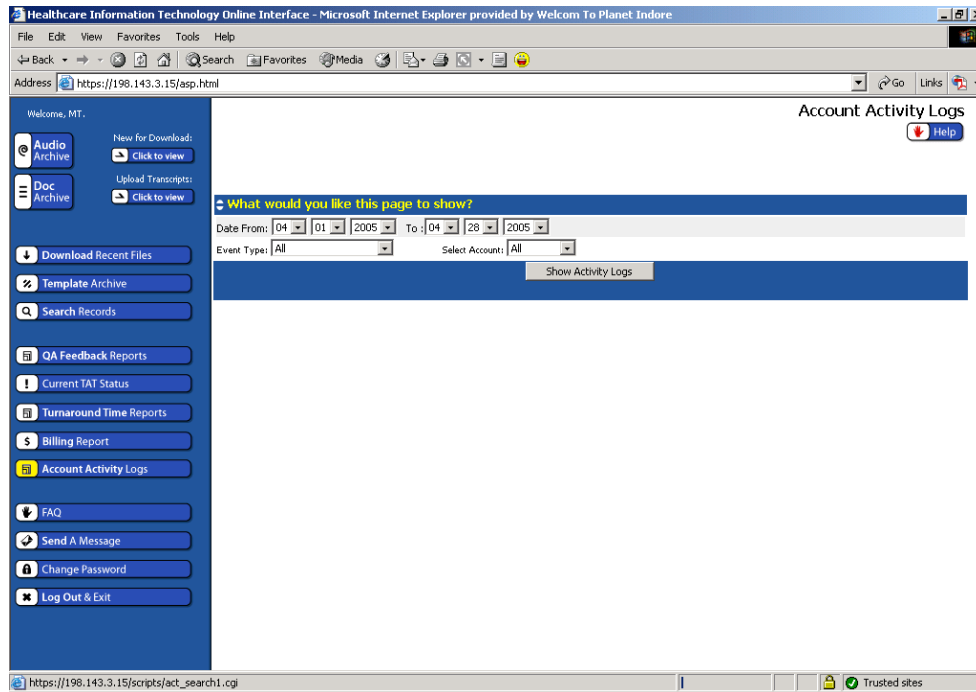 Healthcare Information Technology Online Interface - Microsoft Internet Explorer provided by Welcom To Planet Indore
File Edit View Favorites Tools Help
Back Search Favorites Media
Address https://198.143.3.15/asp.html Go Links
Welcome, MT.
Audio Archive
New for Download:
Click to view
Doc Archive
Upload Transcripts:
Click to view
Download Recent Files
Template Archive
Search Records
QA Feedback Reports
Current TAT Status
Turnaround Time Reports
$ Billing Report
Account Activity Logs
FAQ
Send A Message
Change Password
Log Out & Exit
Account Activity Logs
Help
What would you like this page to show?
Date From: 04 01 2005 To : 04 28 2005
Event Type: All Select Account: All
Show Activity Logs
https://198.143.3.15/scripts/act_search1.cgi Trusted sites